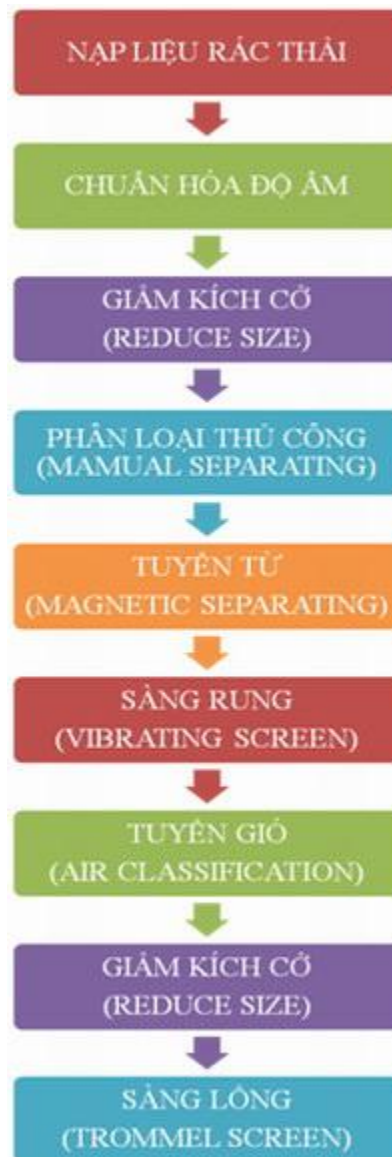 NẠP LIỆU RÁC THẢI
CHUẨN HÓA ĐỘ ẨM
GIẢM KÍCH CỠ
(REDUCE SIZE)
PHÂN LOẠI THỦ CÔNG
(MAMUAL SEPARATING)
TUYỂN TỪ
(MAGNETIC SEPARATING)
SÀNG RUNG
(VIBRATING SCREEN)
TUYỂN GIÓ
(AIR CLASSIFICATION)
GIẢM KÍCH CỠ
(REDUCE SIZE)
SÀNG LỒNG
(TROMMEL SCREEN)